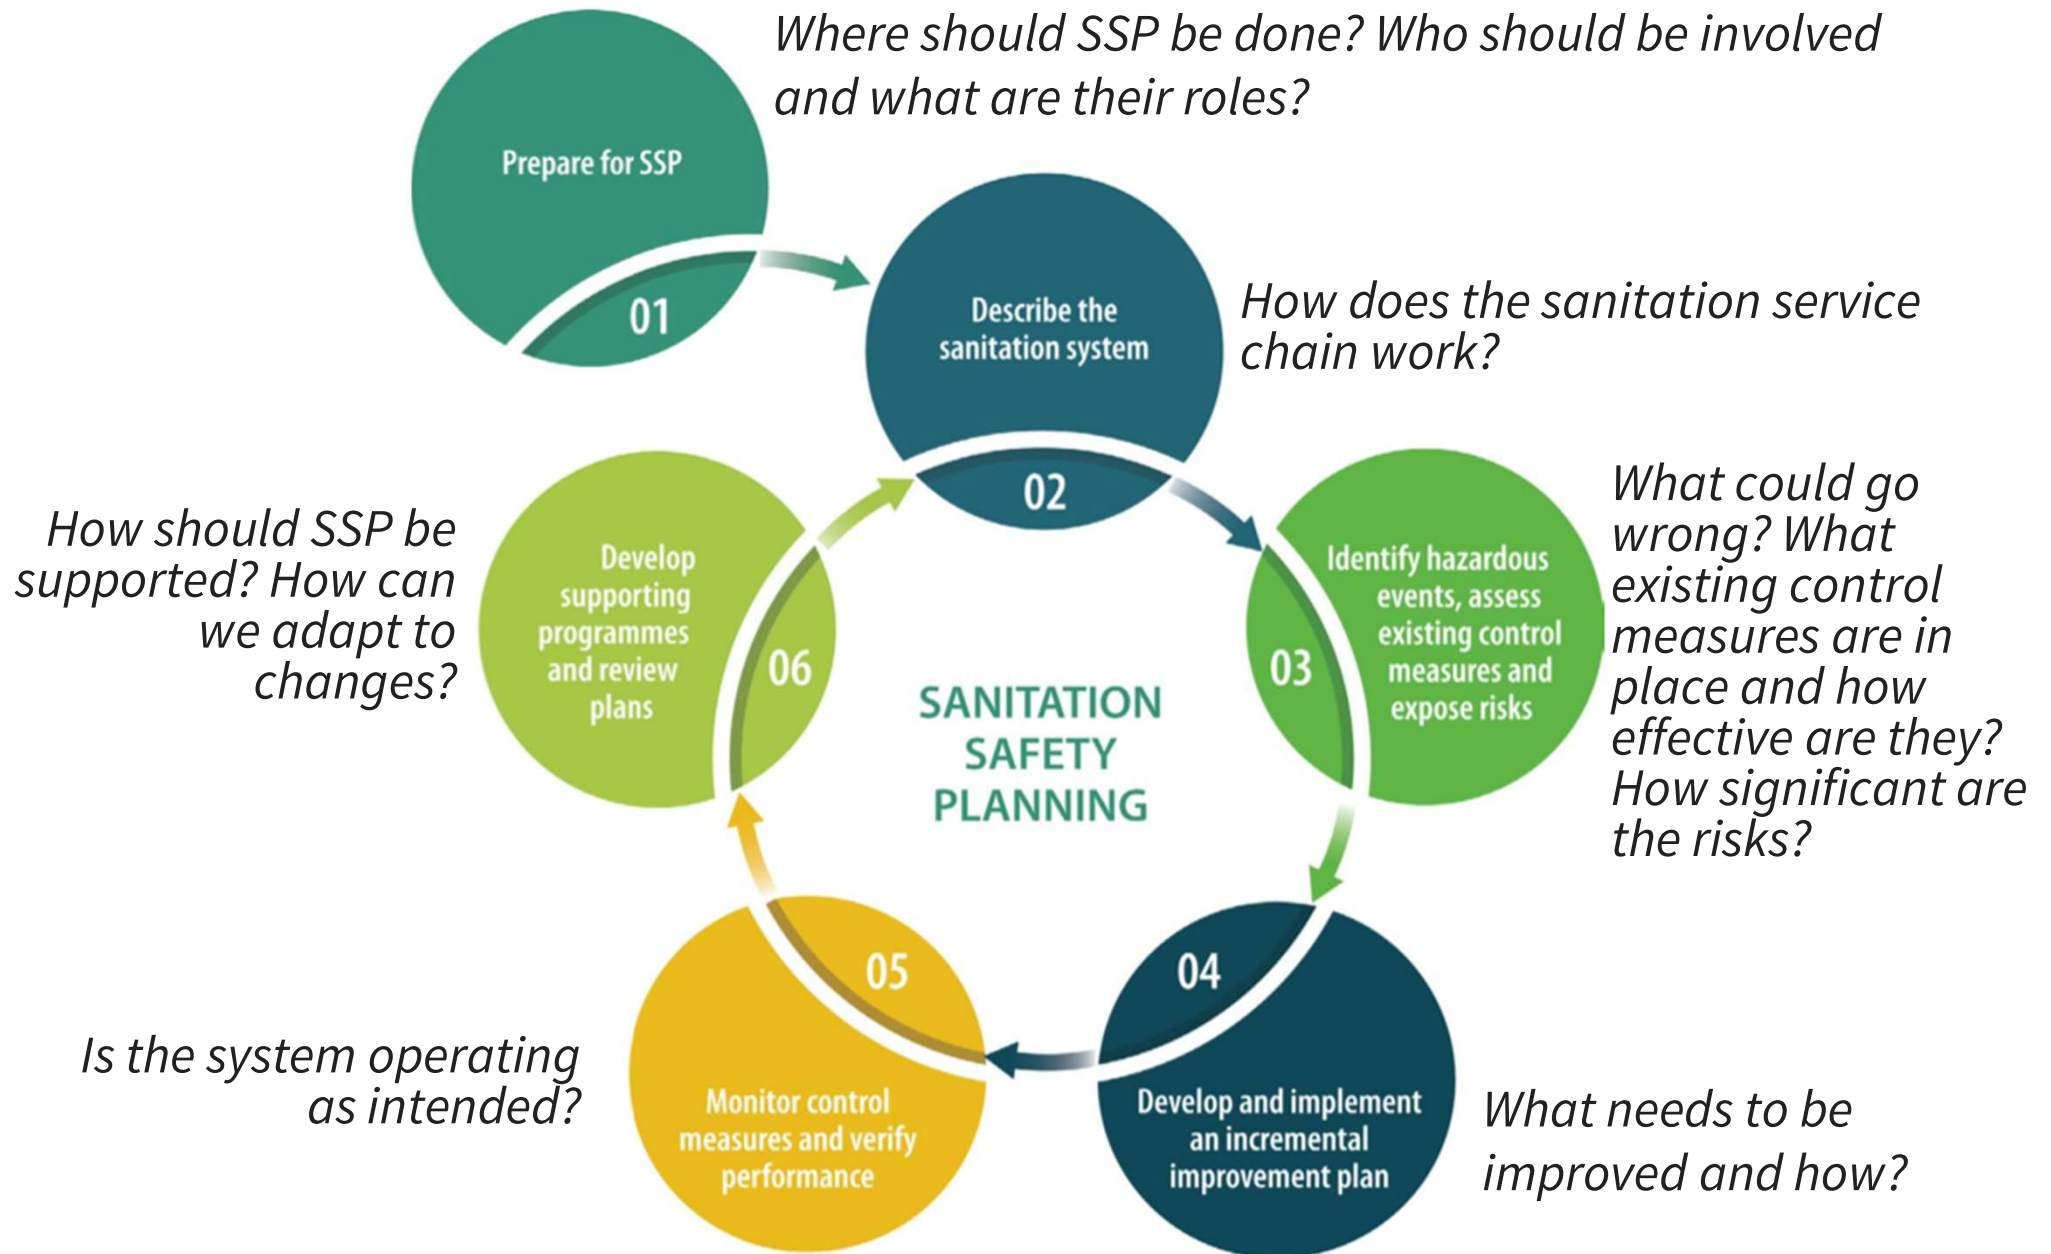 Where should SSP be done? Who should be involved
and what are their roles?
Prepare for SSP
01
Describe the
sanitation system
02
How does the sanitation service
chain work?
Identify hazardous
events, assess
existing control
measures and
expose risks
03
What could go
wrong? What
existing control
measures are in
place and how
effective are they?
How significant are
the risks?
04
Develop and implement
an incremental
improvement plan
What needs to be
improved and how?
05
Monitor control
measures and verify
performance
Is the system operating
as intended?
Develop
supporting
programmes
and review
plans
06
How should SSP be
supported? How can
we adapt to
changes?
SANITATION
SAFETY
PLANNING